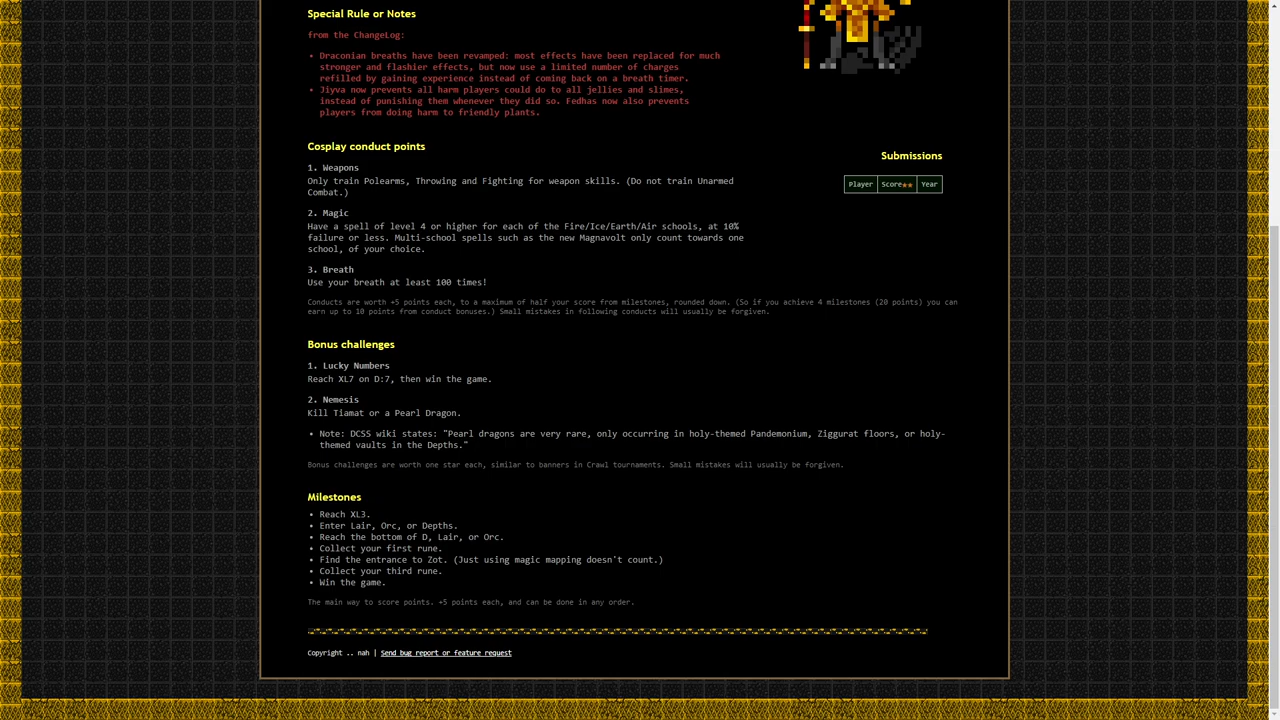 Special Rule or Notes
from the ChangeLog:
• Draconian breaths have been revamped: most effects have been replaced for much
stronger and flashier effects, but now use a limited number of charges
refilled by gaining experience instead of coming back on a breath timer.
• Jiyva now prevents all harm players could do to all jellies and slimes,
instead of punishing them whenever they did so. Fedhas now also prevents
players from doing harm to friendly plants.
Cosplay conduct points
1. Weapons
Only train Polearms, Throwing and Fighting for weapon skills. (Do not train Unarmed
Combat.)
2. Magic
Have a spell of level 4 or higher for each of the Fire/Ice/Earth/Air schools, at 10%
failure or less. Multi-school spells such as the new Magnavolt only count towards one
school, of your choice.
3. Breath
Use your breath at least 100 times!
Submissions
Player Score★★ Year
Conducts are worth +5 points each, to a maximum of half your score from milestones, rounded down. (So if you achieve 4 milestones (20 points) you can
earn up to 10 points from conduct bonuses.) Small mistakes in following conducts will usually be forgiven.
Bonus challenges
1. Lucky Numbers
Reach XL7 on D:7, then win the game.
2. Nemesis
Kill Tiamat or a Pearl Dragon.
• Note: DCSS wiki states: "Pearl dragons are very rare, only occurring in holy-themed Pandemonium, Ziggurat floors, or holy-
themed vaults in the Depths."
Bonus challenges are worth one star each, similar to banners in Crawl tournaments. Small mistakes will usually be forgiven.
Milestones
• Reach XL3.
• Enter Lair, Orc, or Depths.
• Reach the bottom of D, Lair, or Orc.
• Collect your first rune.
• Find the entrance to Zot. (Just using magic mapping doesn't count.)
• Collect your third rune.
• Win the game.
The main way to score points. +5 points each, and can be done in any order.
Copyright .. nah | Send bug report or feature request